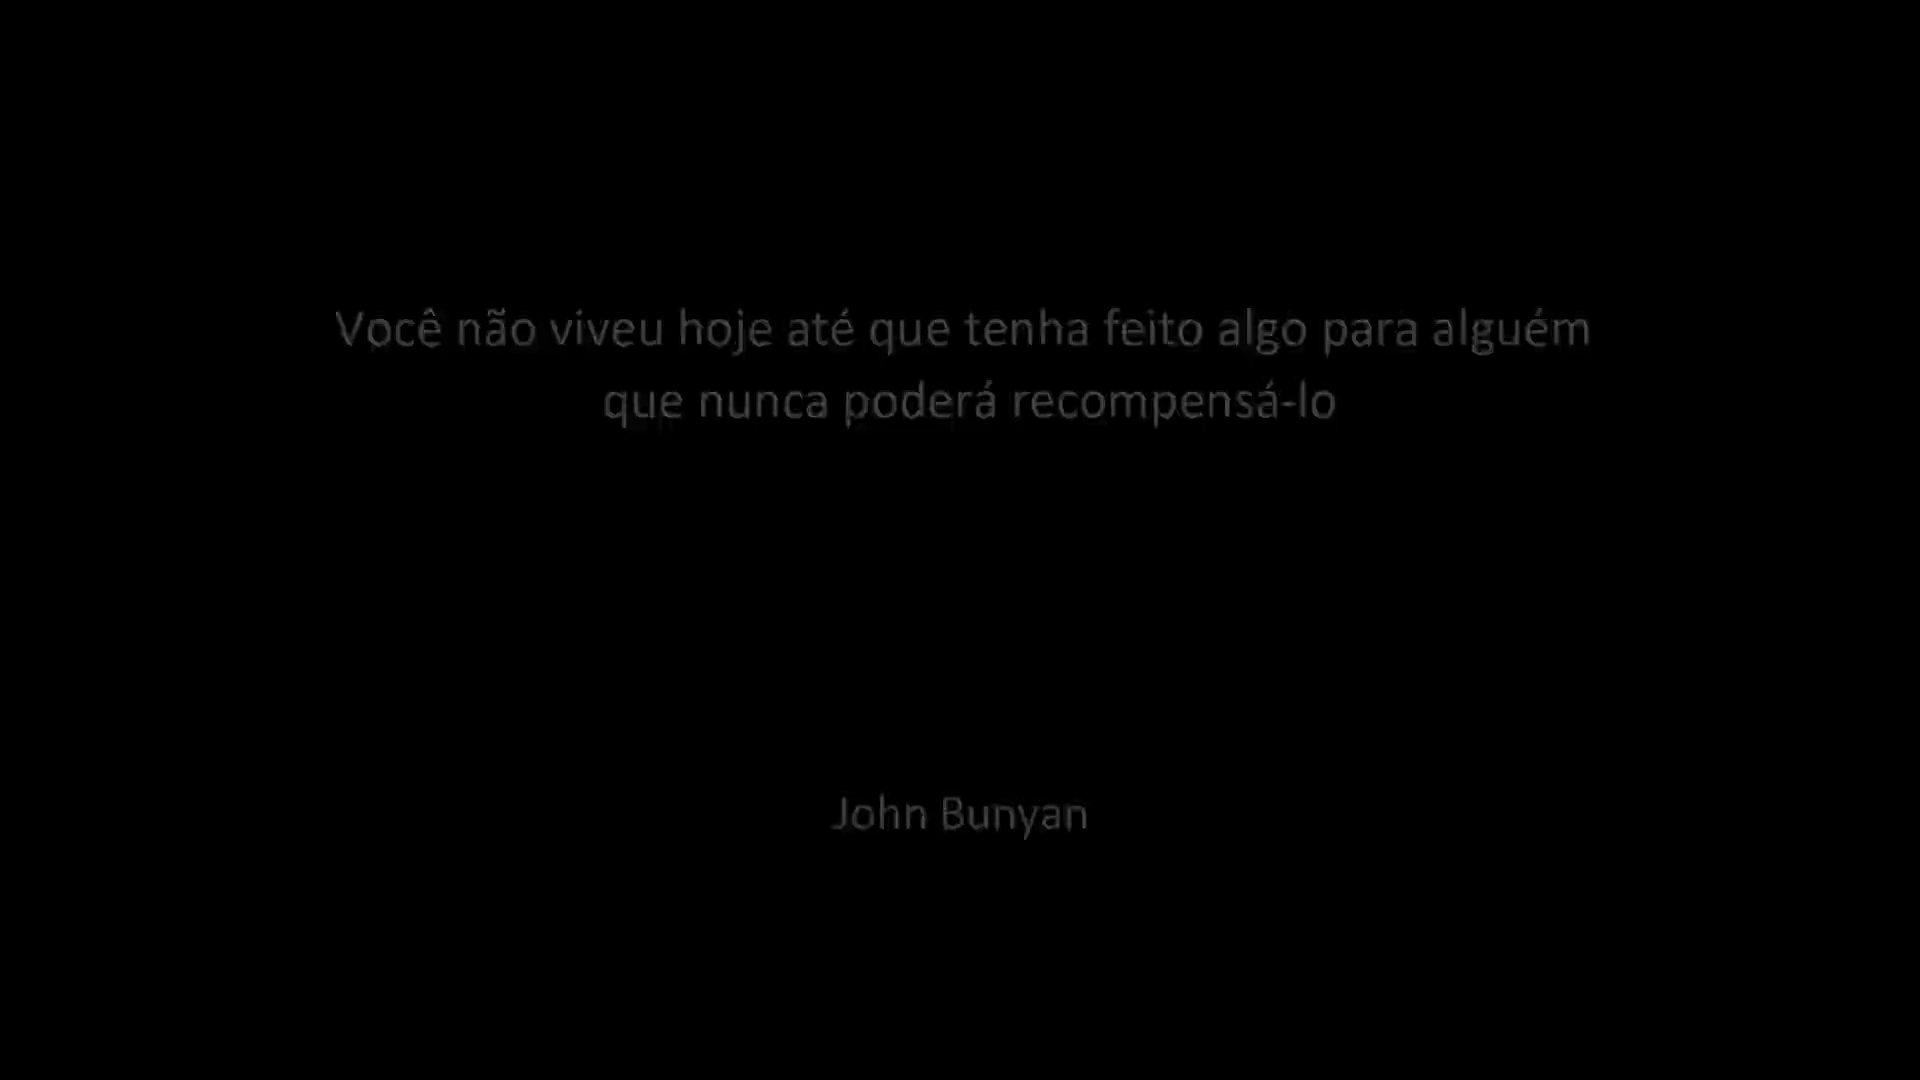 Você não viveu hoje até que tenha feito algo para alguém
que nunca poderá recompensá-lo
John Bunyan